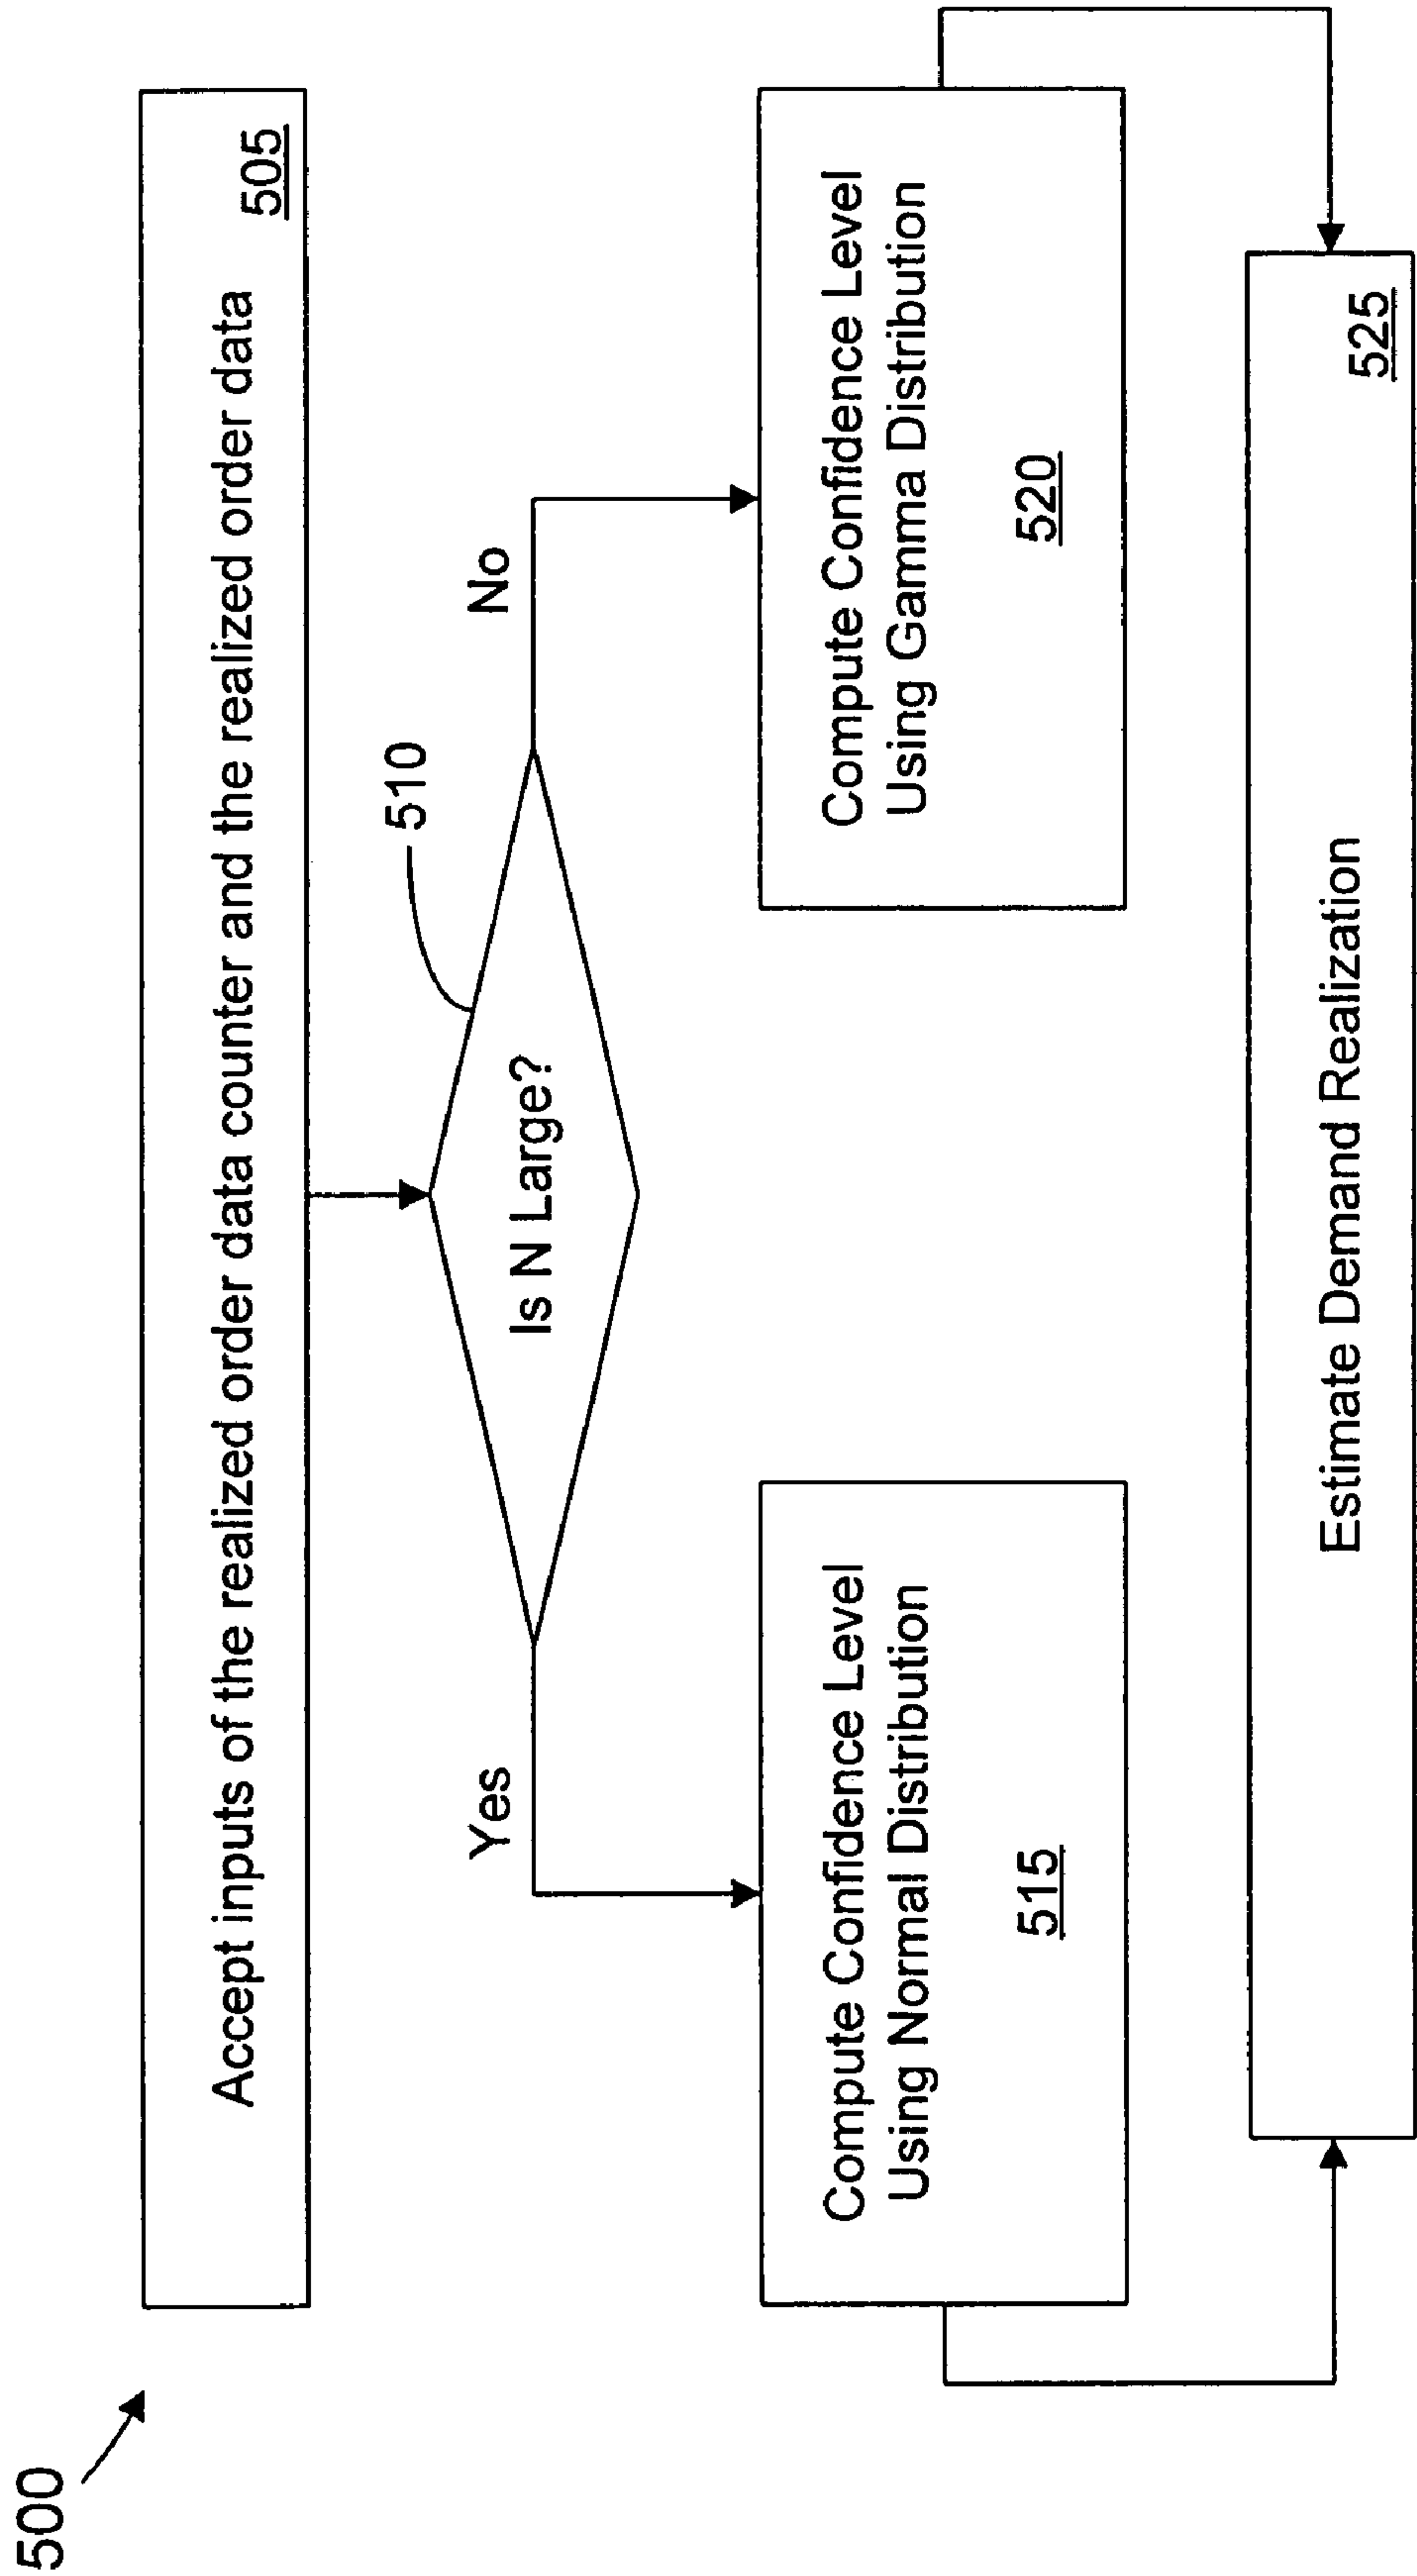 500
Accept inputs of the realized order data counter and the realized order data
505
510
Is N Large?
Yes
No
Compute Confidence Level
Using Normal Distribution
515
Compute Confidence Level
Using Gamma Distribution
520
Estimate Demand Realization
525